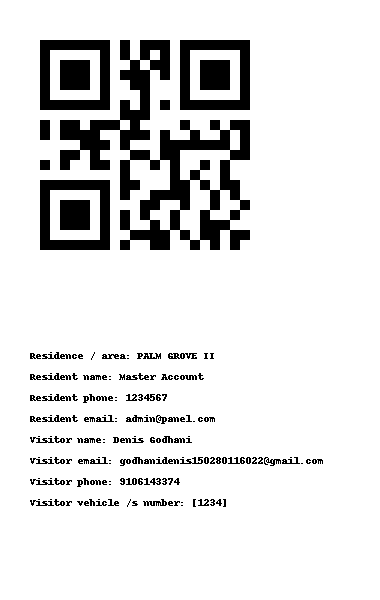 Residence / area: PALM GROVE II
Resident name: Master Account
Resident phone: 1234567
Resident email: admin@panel.com
Visitor name: Denis Godhani
Visitor email: godhanidenis150280116022@gmail.com
Visitor phone: 9106143374
Visitor vehicle /s number: [1234]